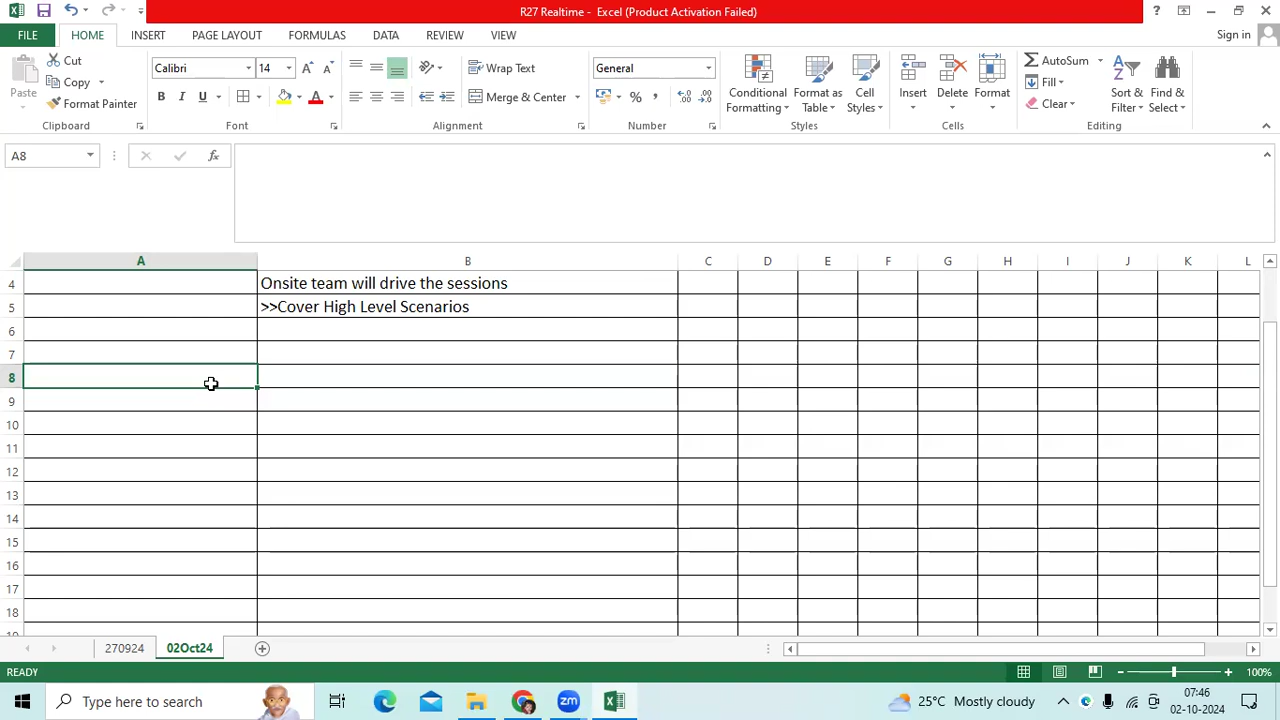 R27 Realtime - Excel (Product Activation Failed)
?
FILE HOME INSERT PAGE LAYOUT FORMULAS DATA REVIEW VIEW Sign in
Paste Cut Copy Format Painter
Clipboard
Calibri 14
B I U A
Font
Wrap Text
Merge & Center
Alignment
General
% ,
Number
Conditional Formatting Format as Table Cell Styles
Styles
Insert Delete Format
Cells
AutoSum Fill Clear Sort & Filter Find & Select
Editing
A8 fx
A B C D E F G H I J K L
4 Onsite team will drive the sessions
5 >>Cover High Level Scenarios
6
7
8
9
10
11
12
13
14
15
16
17
18
270924 02Oct24
READY 100%
Type here to search 25°C Mostly cloudy 07:46
zm
02-10-2024